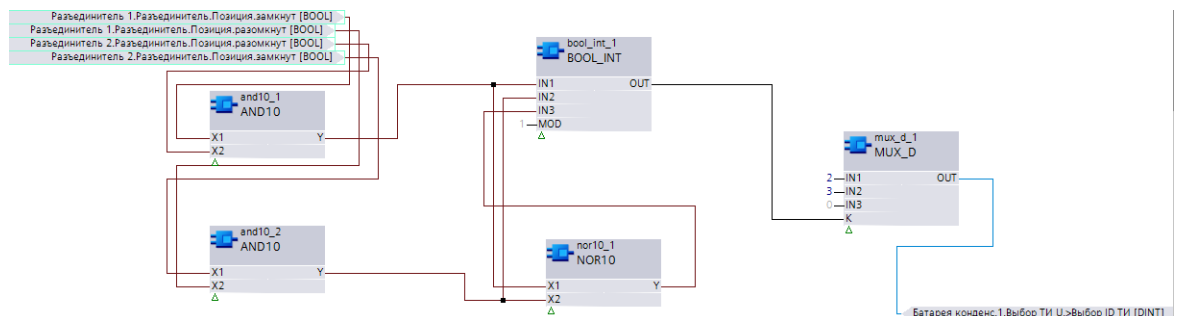 Разъединитель 1.Разъединитель.Позиция.замкнут [BOOL]
Разъединитель 1.Разъединитель.Позиция.разомкнут [BOOL]
Разъединитель 2.Разъединитель.Позиция.разомкнут [BOOL]
Разъединитель 2.Разъединитель.Позиция.замкнут [BOOL]
and10_1
AND10
X1 Y
X2
bool_int_1
BOOL_INT
IN1 OUT
IN2
IN3
1 MOD
mux_d_1
MUX_D
2 IN1 OUT
3 IN2
0 IN3
K
and10_2
AND10
X1 Y
X2
nor10_1
NOR10
X1 Y
X2
Батарея конденс.1.Выбор ТИ U.>Выбор ID ТИ [DINT]